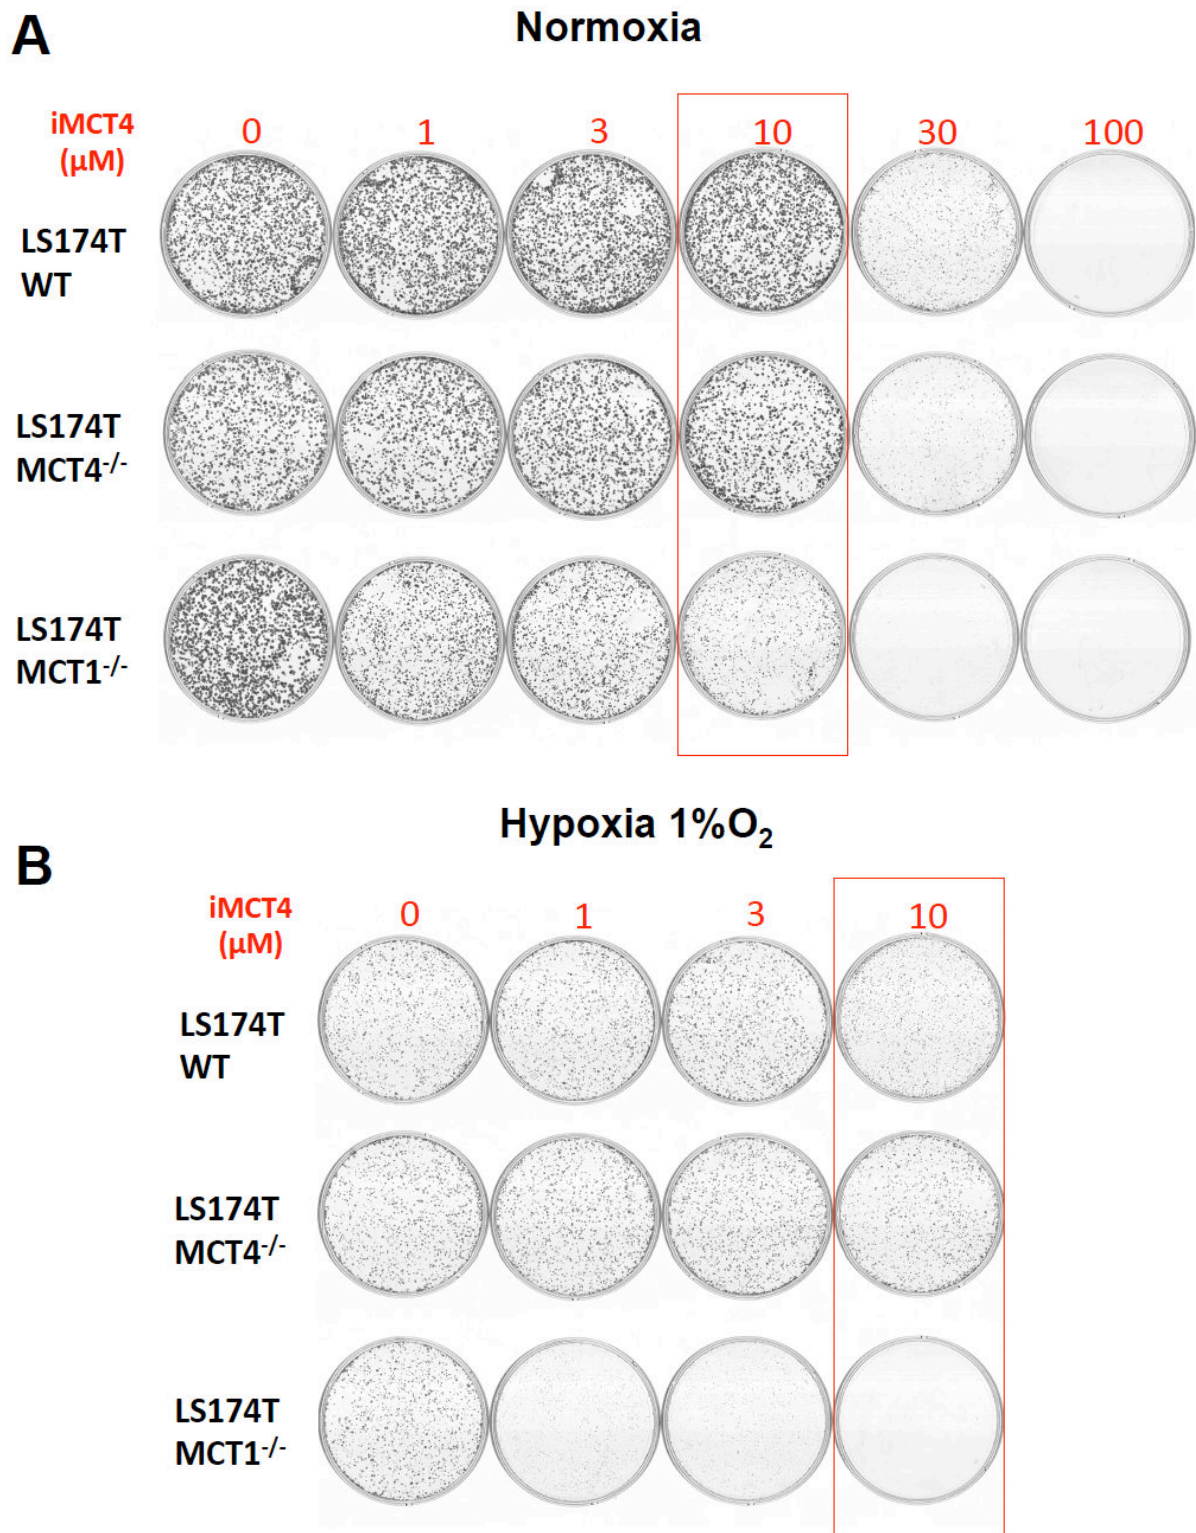 A
Normoxia
iMCT4
(µM)
0 1 3 10 30 100
LS174T
WT
LS174T
MCT4-/-
LS174T
MCT1-/-
Hypoxia 1%O2
B
iMCT4
(µM)
0 1 3 10
LS174T
WT
LS174T
MCT4-/-
LS174T
MCT1-/-